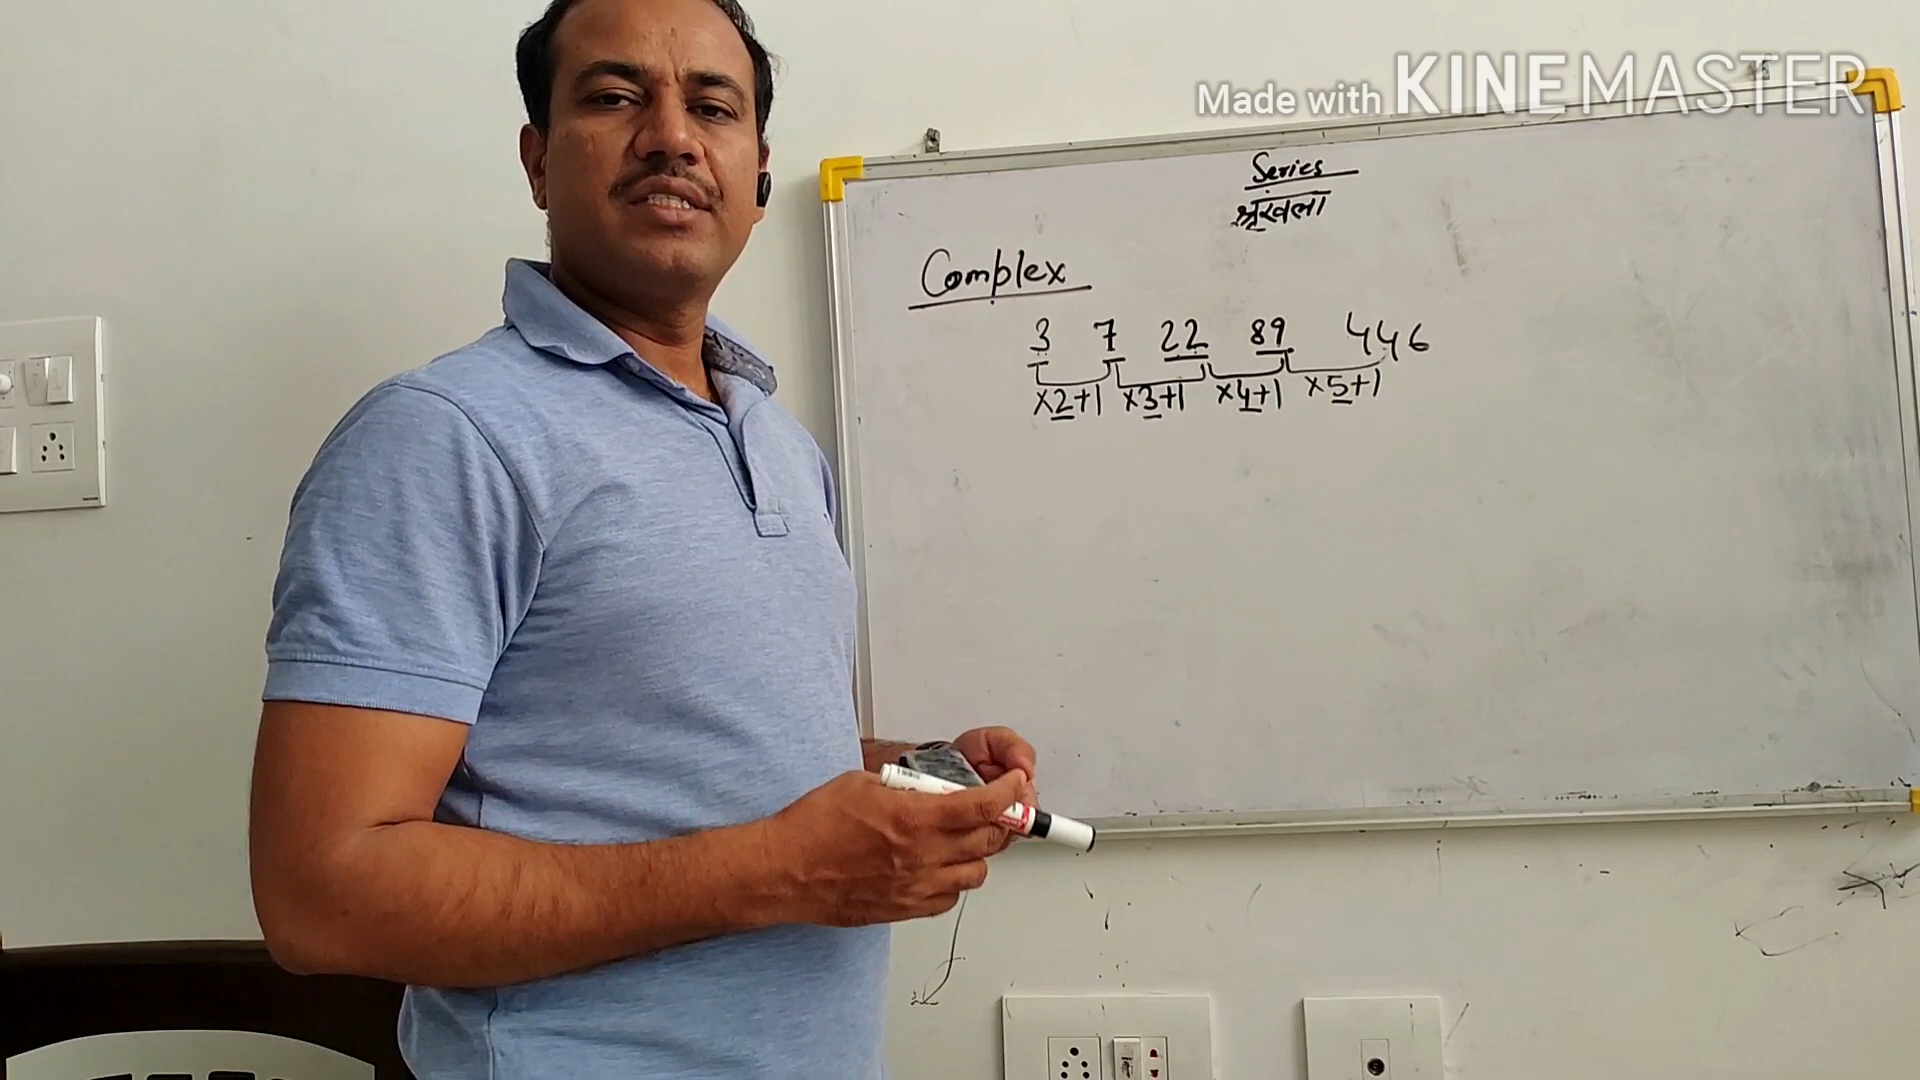 Made with KINEMASTER
Series
श्रृंखला
Complex
3 7 22 89 446
×2+1 ×3+1 ×4+1 ×5+1